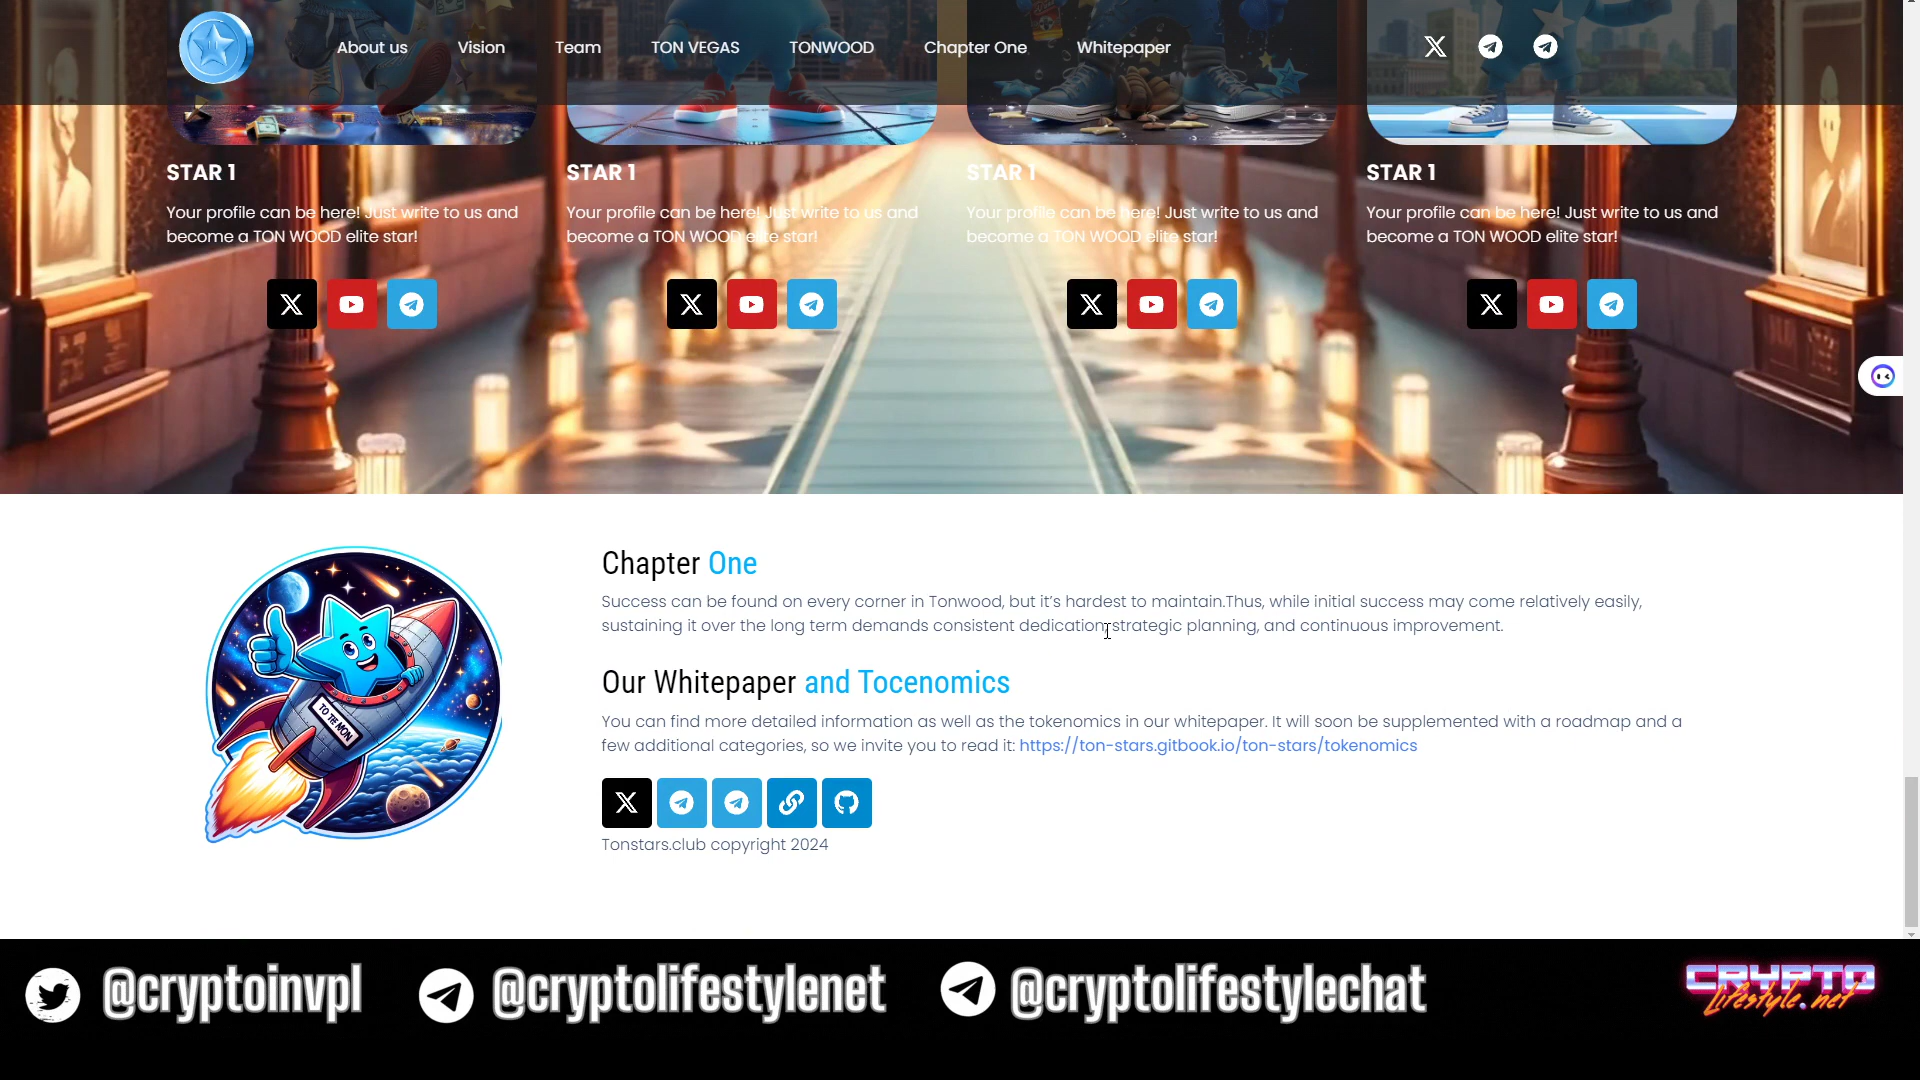 About us Vision Team TON VEGAS TONWOOD Chapter One Whitepaper
STAR 1
Your profile can be here! Just write to us and
become a TON WOOD elite star!
STAR 1
Your profile can be here! Just write to us and
become a TON WOOD elite star!
STAR 1
Your profile can be here! Just write to us and
become a TON WOOD elite star!
STAR 1
Your profile can be here! Just write to us and
become a TON WOOD elite star!
TO THE MOON
Chapter One
Success can be found on every corner in Tonwood, but it's hardest to maintain.Thus, while initial success may come relatively easily,
sustaining it over the long term demands consistent dedication, strategic planning, and continuous improvement.
Our Whitepaper and Tocenomics
You can find more detailed information as well as the tokenomics in our whitepaper. It will soon be supplemented with a roadmap and a
few additional categories, so we invite you to read it: https://ton-stars.gitbook.io/ton-stars/tokenomics
Tonstars.club copyright 2024
@cryptoinvpl @cryptolifestylenet @cryptolifestylechat
CRYPTO
lifestyle.net